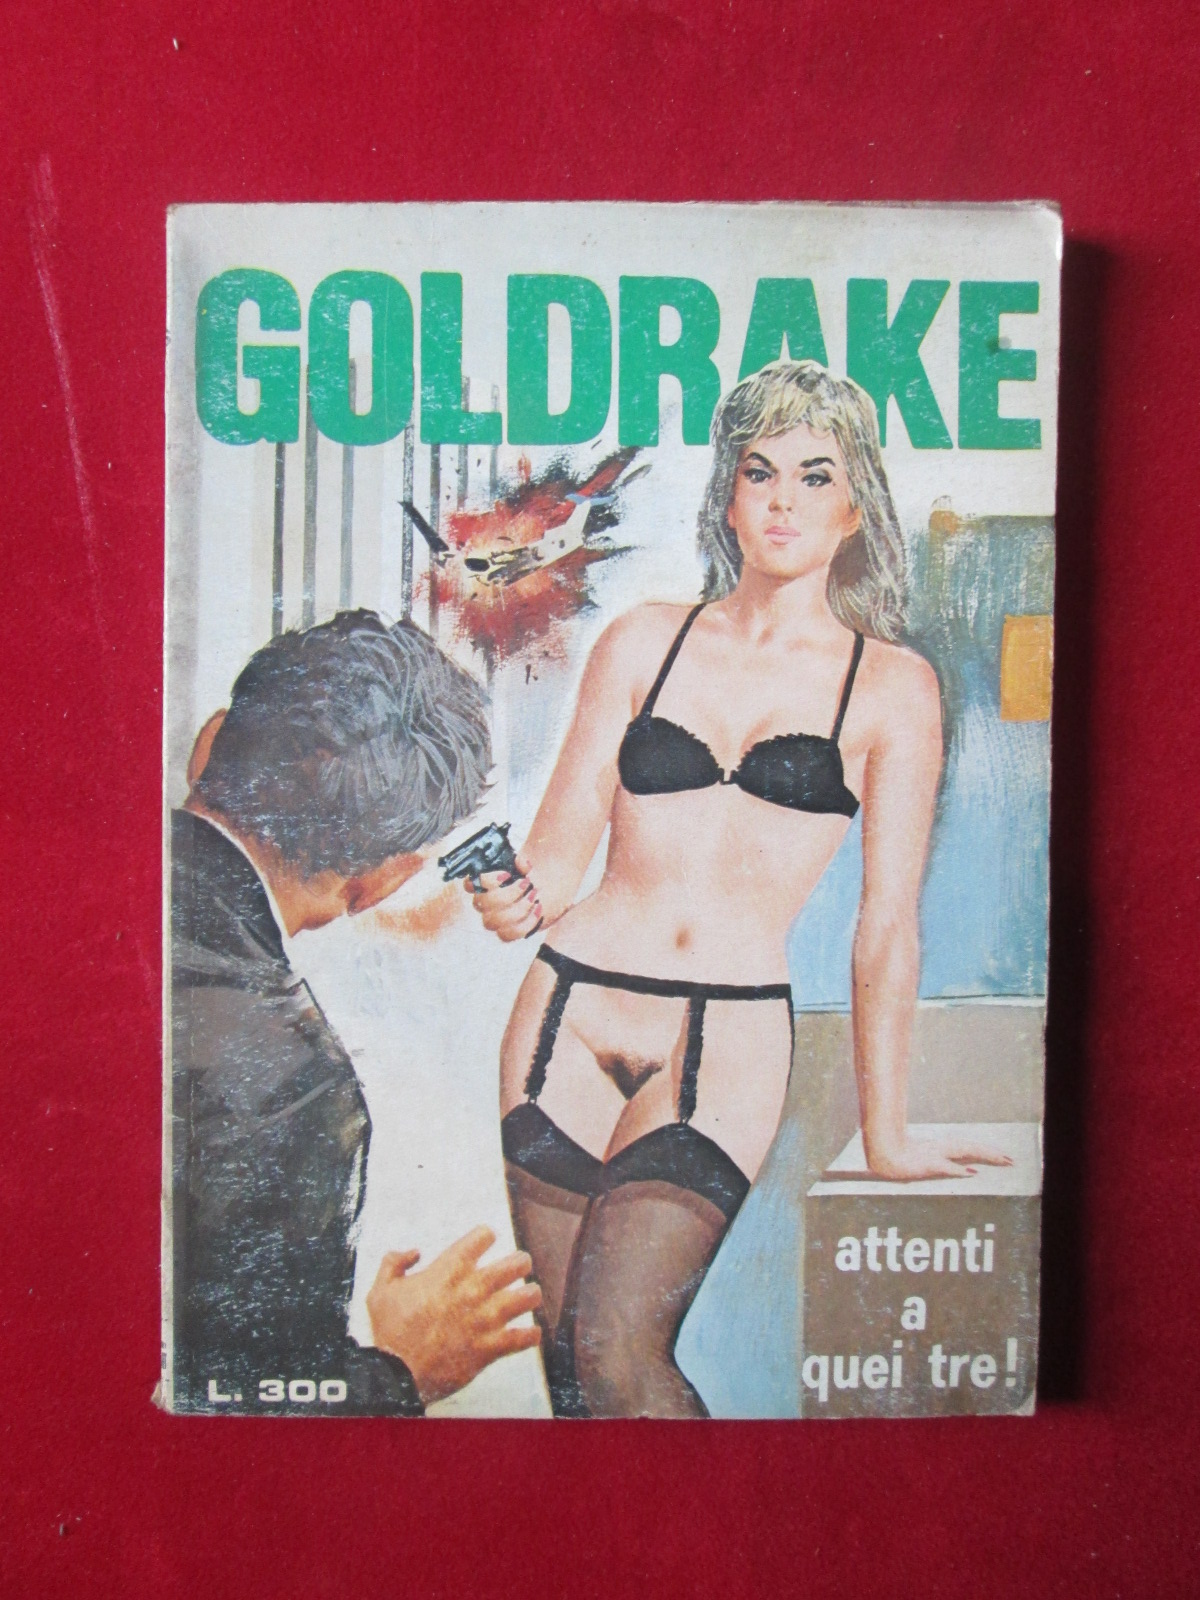 GOLDRAKE
attenti
a
quei tre!
L. 300